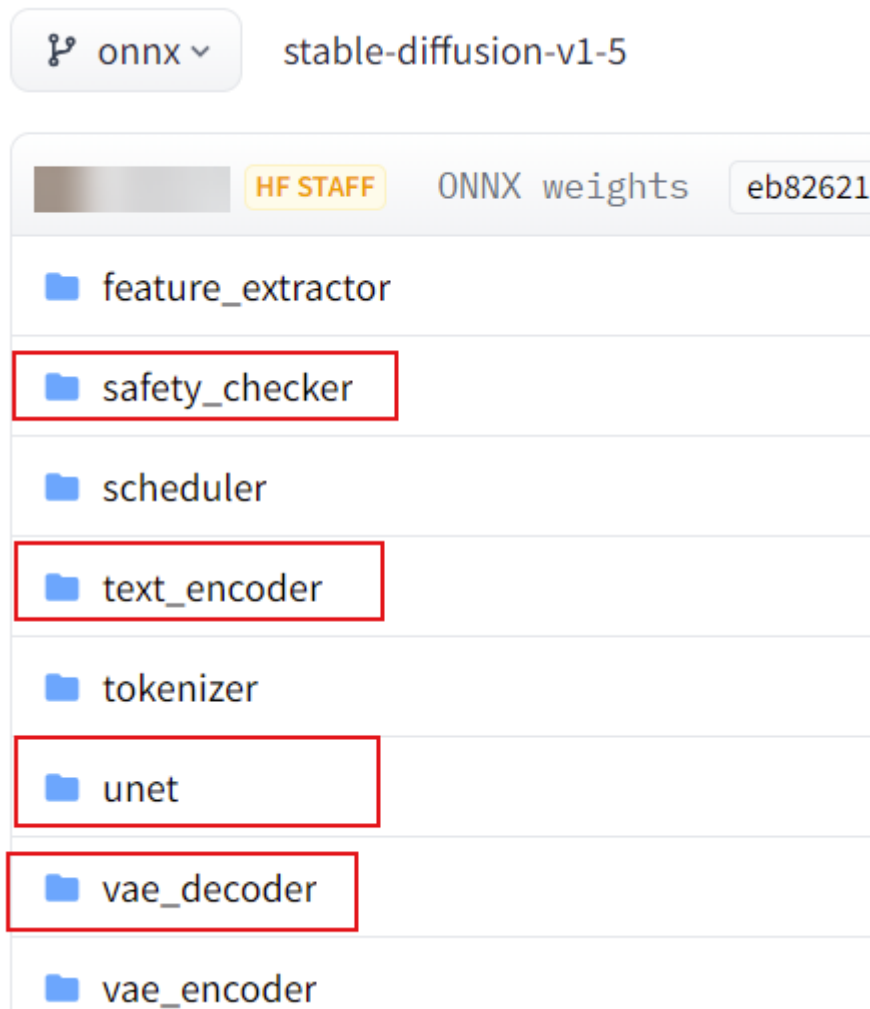 onnx stable-diffusion-v1-5
HF STAFF ONNX weights eb82621
feature_extractor
safety_checker
scheduler
text_encoder
tokenizer
unet
vae_decoder
vae_encoder